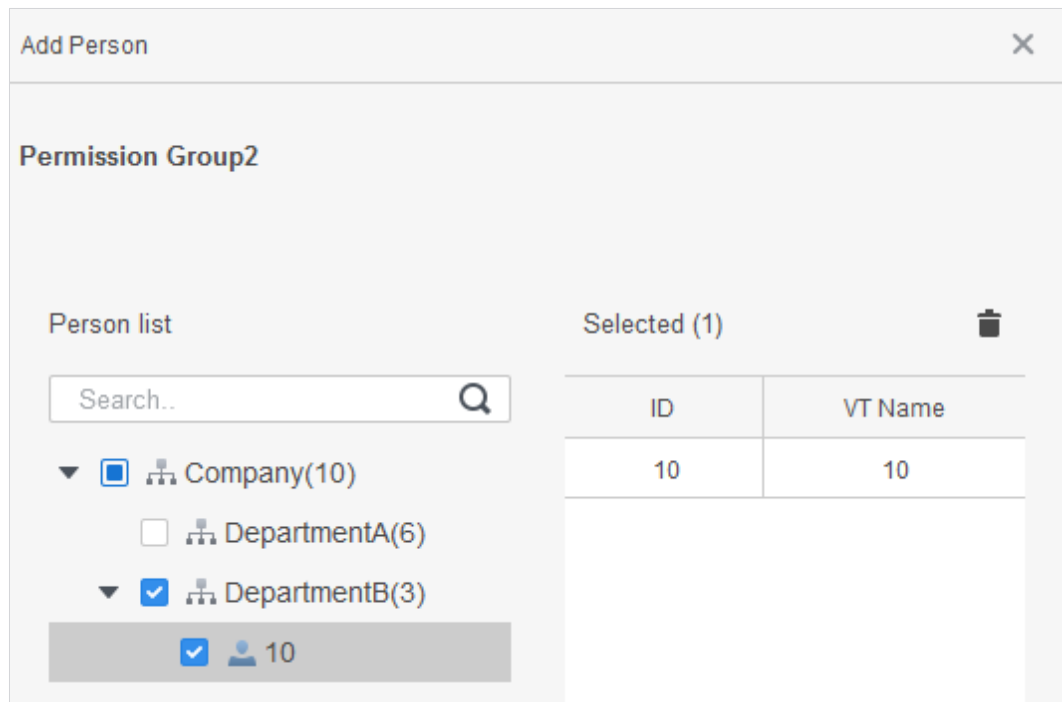 Add Person
Permission Group2
Person list
Search..
Company(10)
DepartmentA(6)
DepartmentB(3)
10
Selected (1)
ID VT Name
10 10